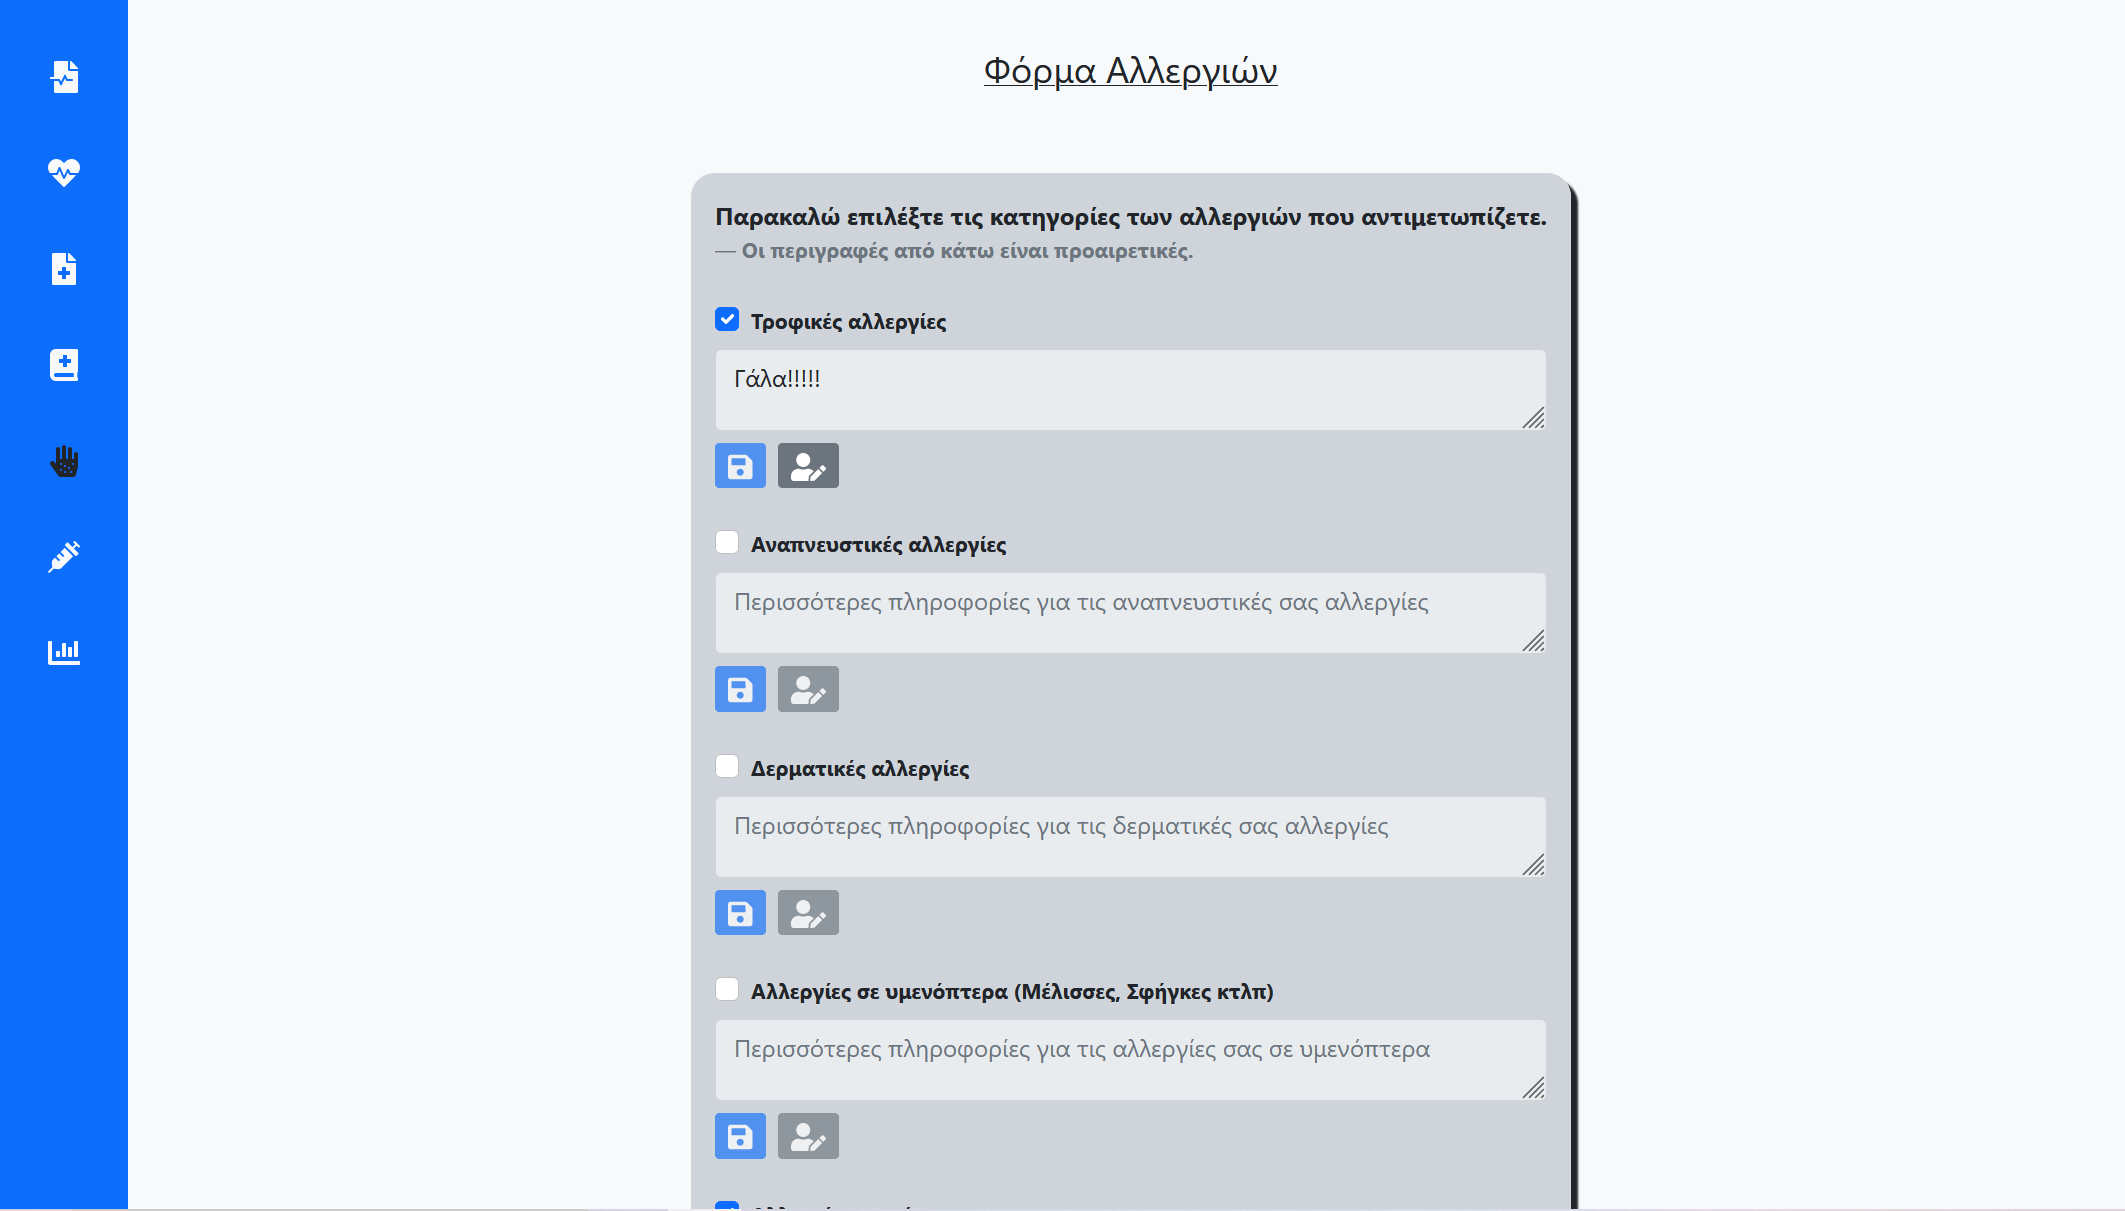 Φόρμα Αλλεργιών
Παρακαλώ επιλέξτε τις κατηγορίες των αλλεργιών που αντιμετωπίζετε.
— Οι περιγραφές από κάτω είναι προαιρετικές.
Τροφικές αλλεργίες
Γάλα!!!!!
Αναπνευστικές αλλεργίες
Περισσότερες πληροφορίες για τις αναπνευστικές σας αλλεργίες
Δερματικές αλλεργίες
Περισσότερες πληροφορίες για τις δερματικές σας αλλεργίες
Αλλεργίες σε υμενόπτερα (Μέλισσες, Σφήγκες κτλπ)
Περισσότερες πληροφορίες για τις αλλεργίες σας σε υμενόπτερα